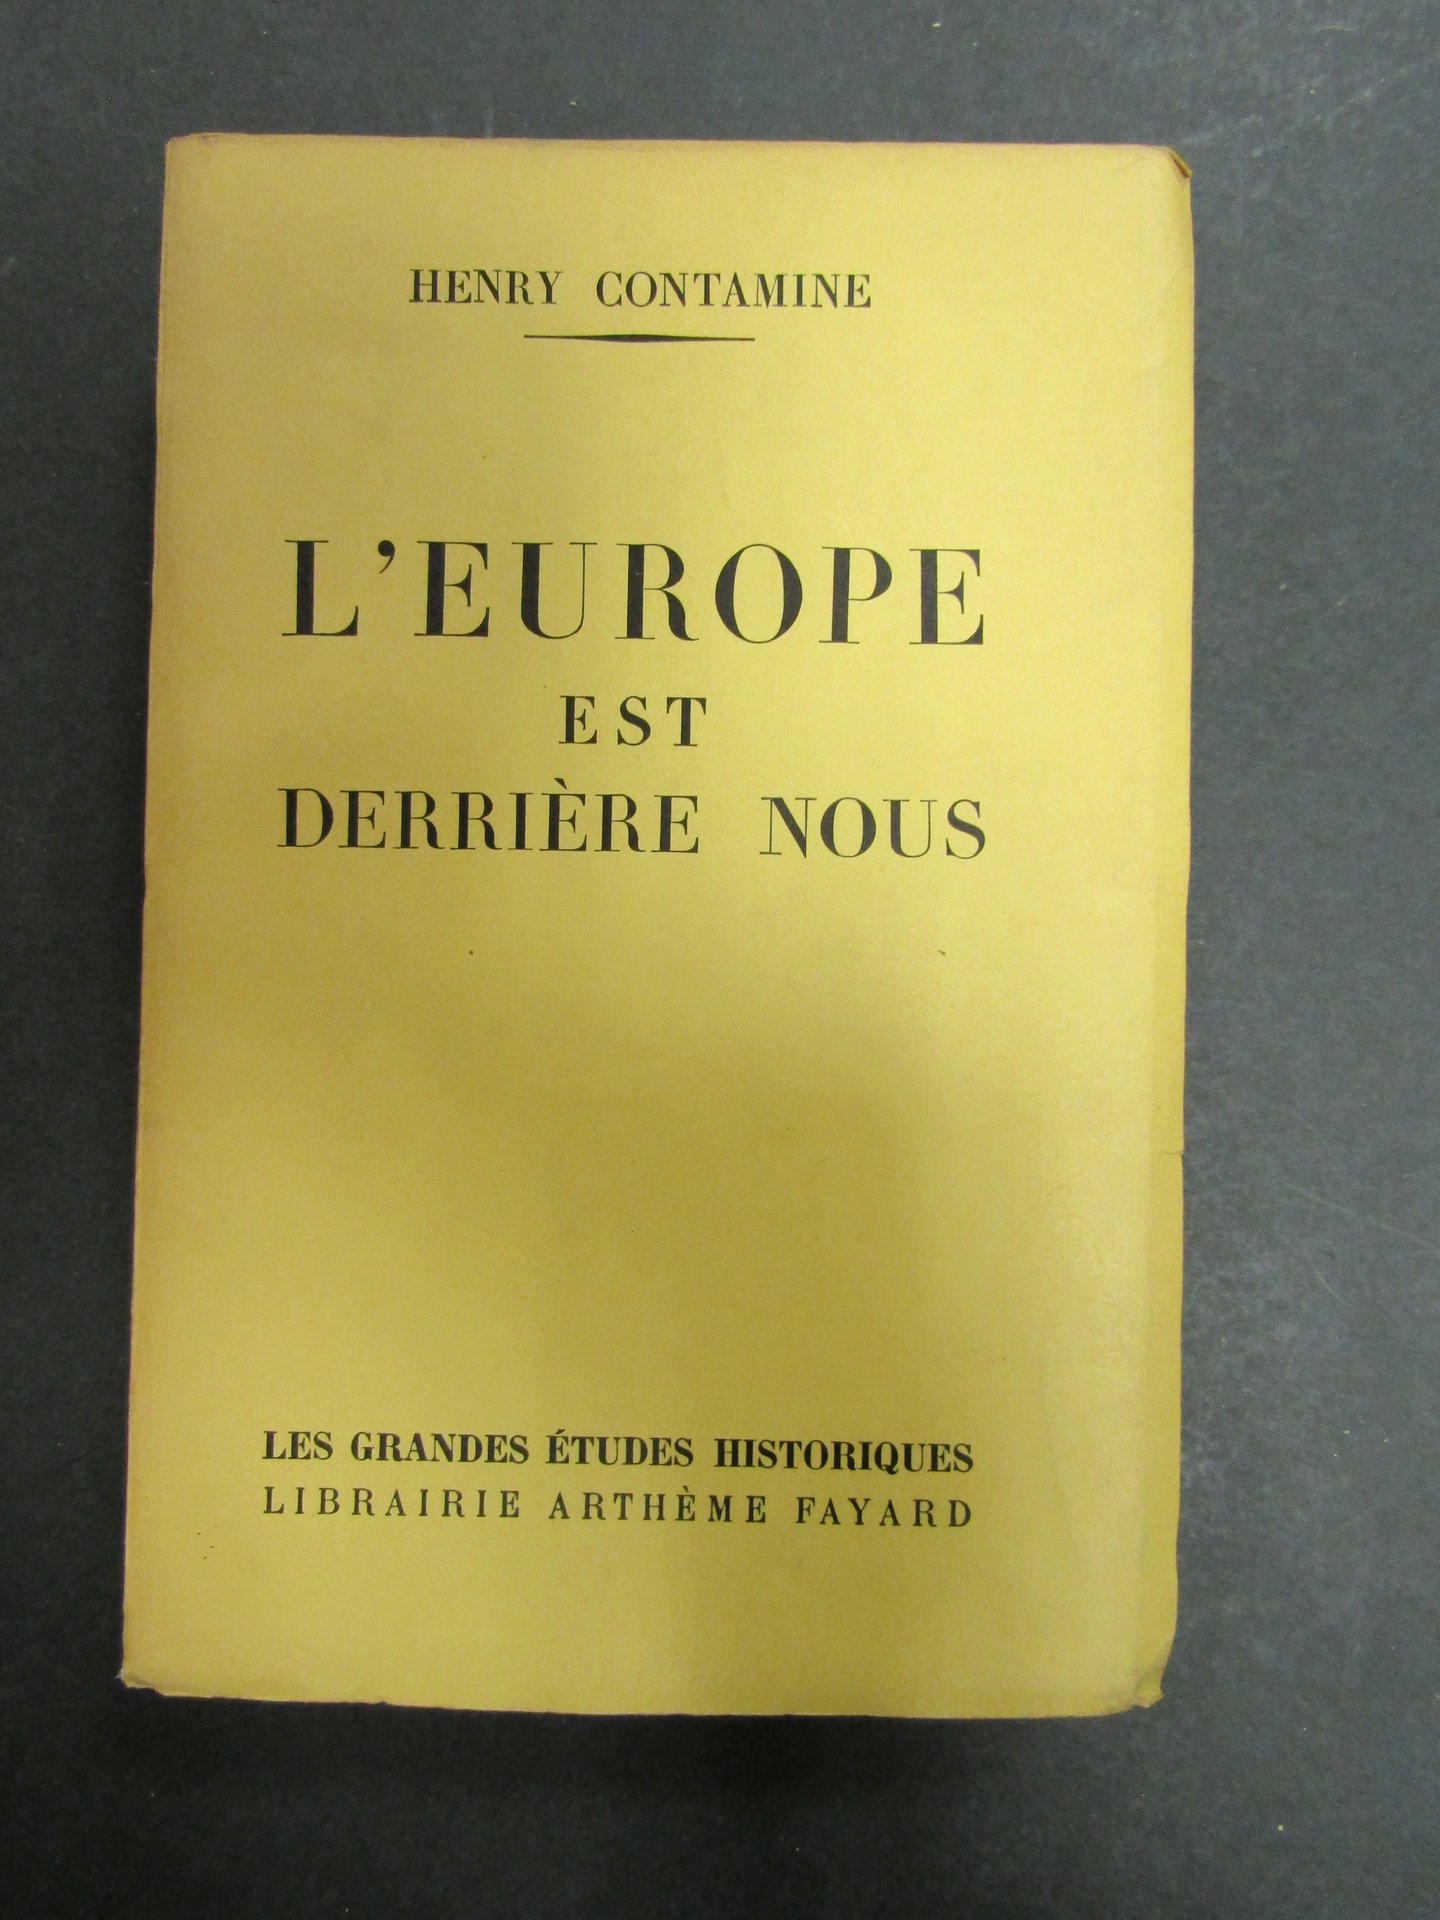 HENRY CONTAMINE
L'EUROPE
EST
DERRIÈRE NOUS
LES GRANDES ÉTUDES HISTORIQUES
LIBRAIRIE ARTHÈME FAYARD